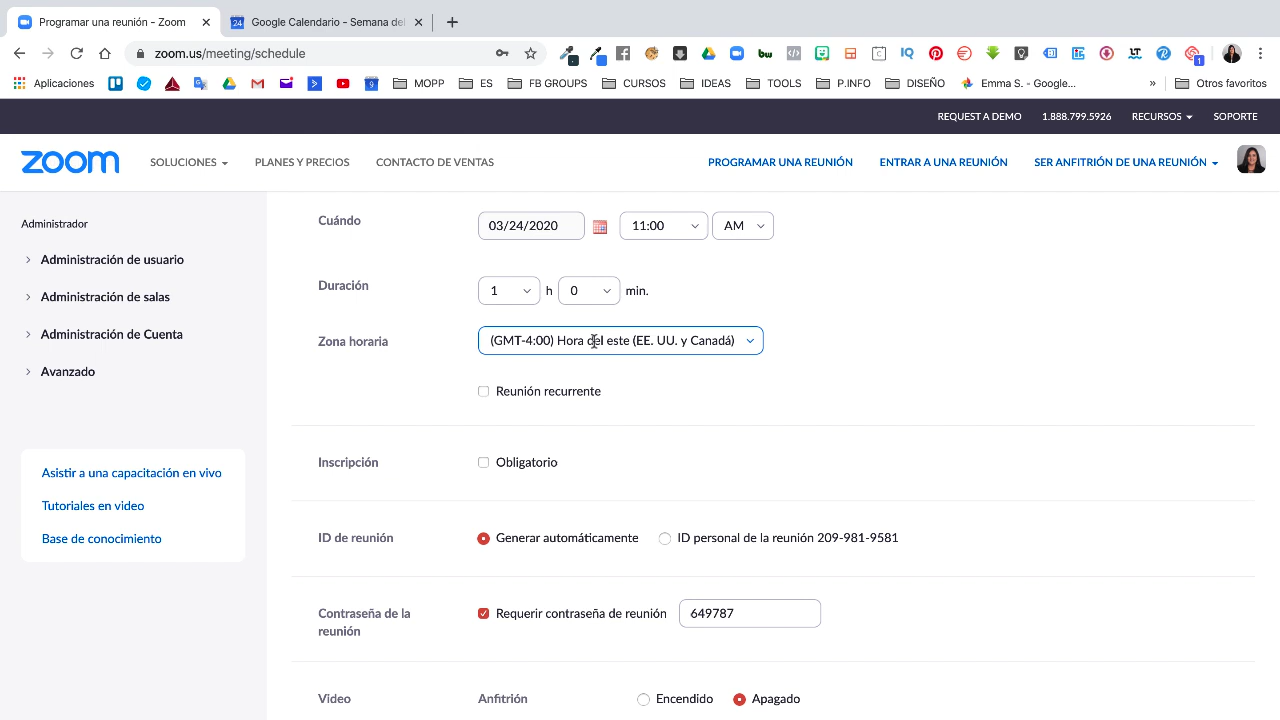 Programar una reunión - Zoom
Google Calendario - Semana del
zoom.us/meeting/schedule
Aplicaciones
MOPP
ES
FB GROUPS
CURSOS
IDEAS
TOOLS
P.INFO
DISEÑO
Emma S. - Google...
»
Otros favoritos
REQUEST A DEMO 1.888.799.5926 RECURSOS SOPORTE
zoom SOLUCIONES PLANES Y PRECIOS CONTACTO DE VENTAS PROGRAMAR UNA REUNIÓN ENTRAR A UNA REUNIÓN SER ANFITRIÓN DE UNA REUNIÓN
Administrador
Administración de usuario
Administración de salas
Administración de Cuenta
Avanzado
Asistir a una capacitación en vivo
Tutoriales en video
Base de conocimiento
Cuándo 03/24/2020 11:00 AM
Duración 1 h 0 min.
Zona horaria (GMT-4:00) Hora del este (EE. UU. y Canadá)
Reunión recurrente
Inscripción Obligatorio
ID de reunión Generar automáticamente ID personal de la reunión 209-981-9581
Contraseña de la reunión Requerir contraseña de reunión 649787
Video Anfitrión Encendido Apagado